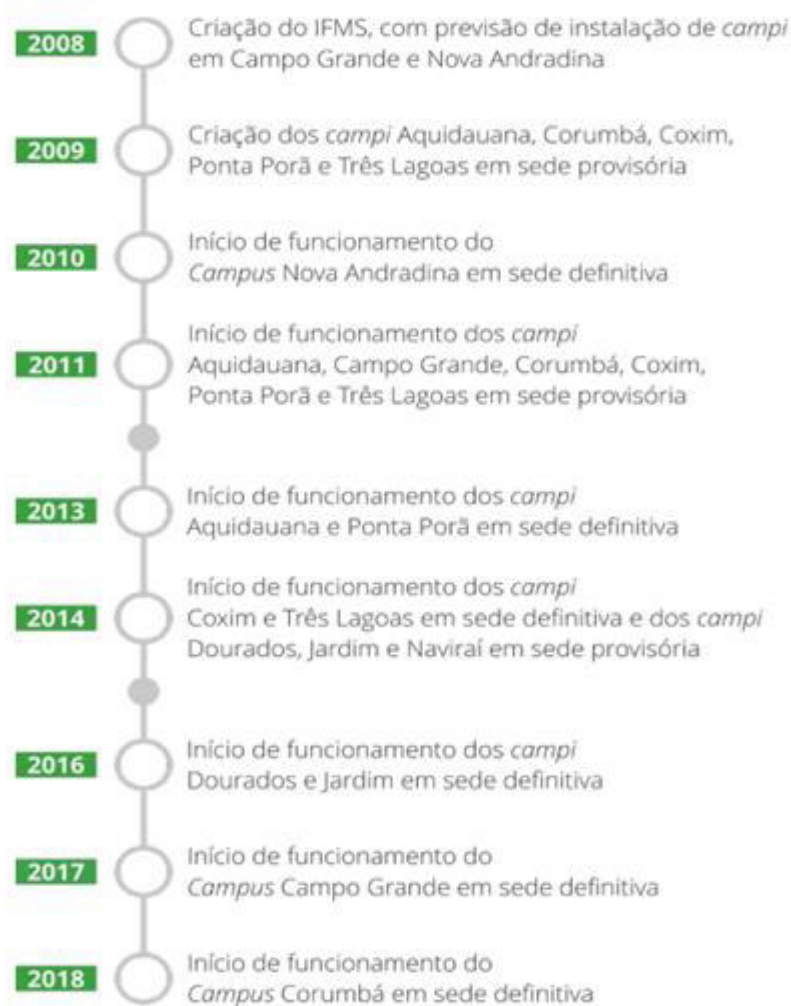 2008
Criação do IFMS, com previsão de instalação de campi
em Campo Grande e Nova Andradina
2009
Criação dos campi Aquidauana, Corumbá, Coxim,
Ponta Porã e Três Lagoas em sede provisória
2010
Início de funcionamento do
Campus Nova Andradina em sede definitiva
2011
Início de funcionamento dos campi
Aquidauana, Campo Grande, Corumbá, Coxim,
Ponta Porã e Três Lagoas em sede provisória
2013
Início de funcionamento dos campi
Aquidauana e Ponta Porã em sede definitiva
2014
Início de funcionamento dos campi
Coxim e Três Lagoas em sede definitiva e dos campi
Dourados, Jardim e Naviraí em sede provisória
2016
Início de funcionamento dos campi
Dourados e Jardim em sede definitiva
2017
Início de funcionamento do
Campus Campo Grande em sede definitiva
2018
Início de funcionamento do
Campus Corumbá em sede definitiva